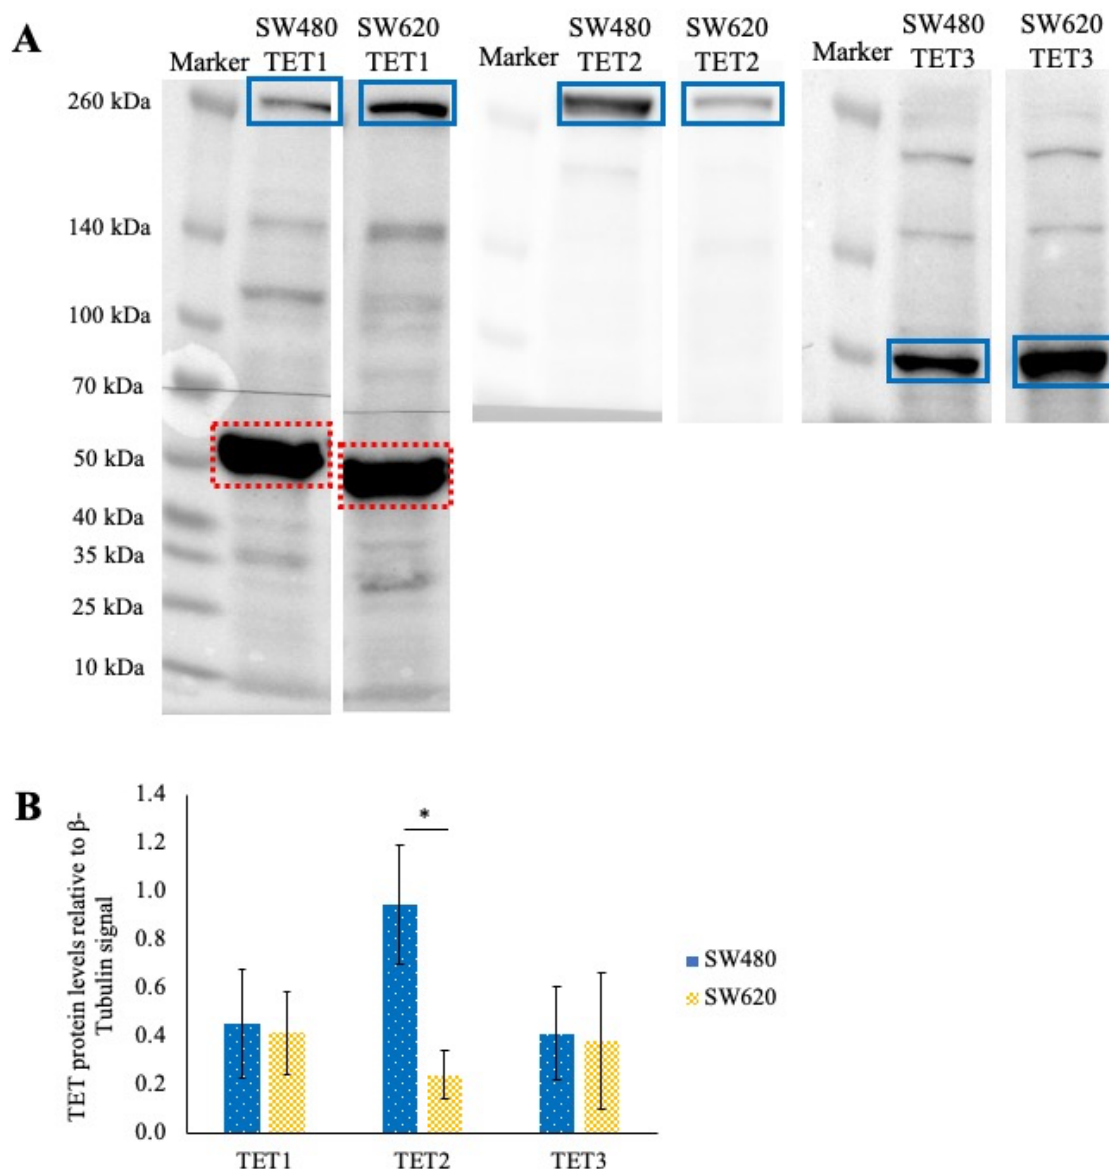 A
Marker
SW480
TET1
SW620
TET1
Marker
SW480
TET2
SW620
TET2
Marker
SW480
TET3
SW620
TET3
260 kDa
140 kDa
100 kDa
70 kDa
50 kDa
40 kDa
35 kDa
25 kDa
10 kDa
B
TET protein levels relative to β-
Tubulin signal
1.4
1.2
1.0
0.8
0.6
0.4
0.2
0.0
*
SW480
SW620
TET1
TET2
TET3